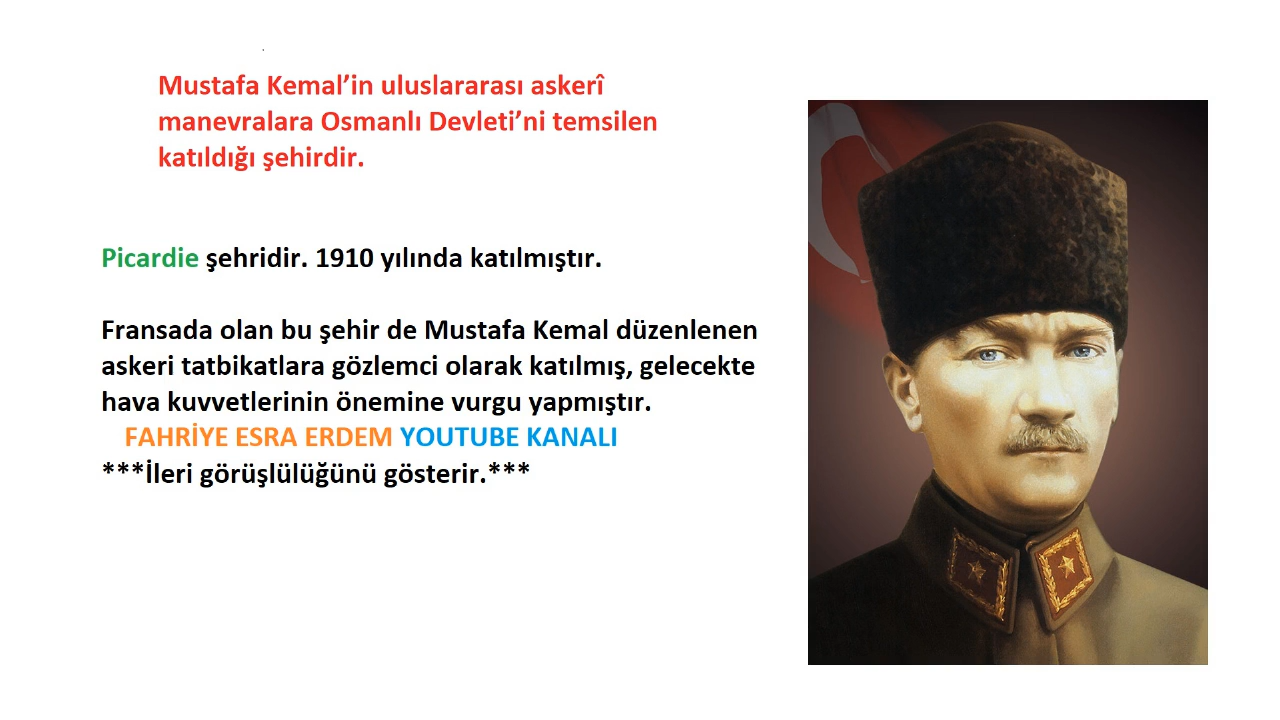 Mustafa Kemal’in uluslararası askerî
manevralara Osmanlı Devleti’ni temsilen
katıldığı şehirdir.
Picardie şehridir. 1910 yılında katılmıştır.
Fransada olan bu şehir de Mustafa Kemal düzenlenen
askeri tatbikatlara gözlemci olarak katılmış, gelecekte
hava kuvvetlerinin önemine vurgu yapmıştır.
FAHRİYE ESRA ERDEM YOUTUBE KANALI
***İleri görüşlülüğünü gösterir.***